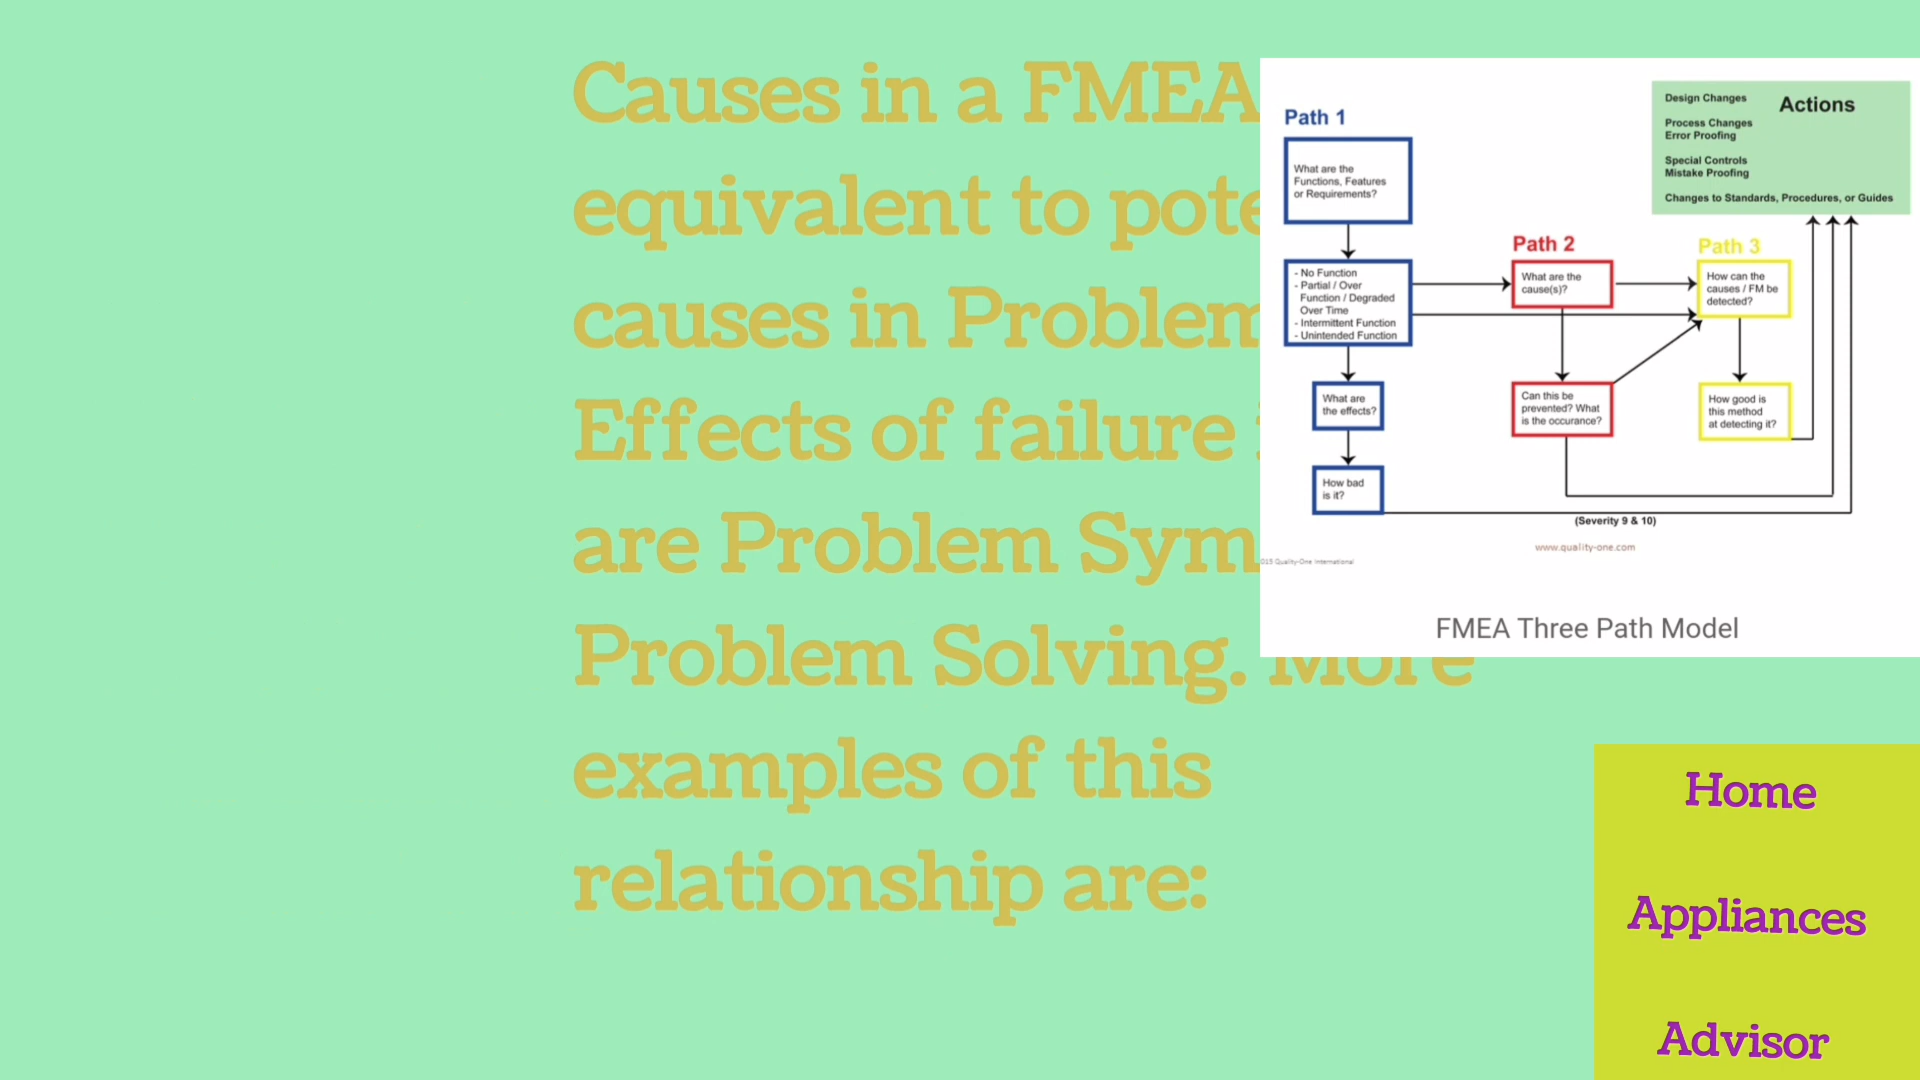 Causes in a FMEA
equivalent to
causes in Problem
Effects of failure
are Problem
Problem Solving. More
examples of this
relationship are:
Path 1
What are the
Functions, Features
or Requirements?
- No Function
- Partial / Over
Function / Degraded
Over Time
- Intermittent Function
- Unintended Function
What are
the effects?
How bad
is it?
Path 2
What are the
cause(s)?
Can this be
prevented? What
is the occurance?
Path 3
How can the
causes / FM be
detected?
How good is
this method
at detecting it?
Actions
Design Changes
Process Changes
Error Proofing
Special Controls
Mistake Proofing
Changes to Standards, Procedures, or Guides
(Severity 9 & 10)
www.quality-one.com
Quality-One International
FMEA Three Path Model
Home
Appliances
Advisor